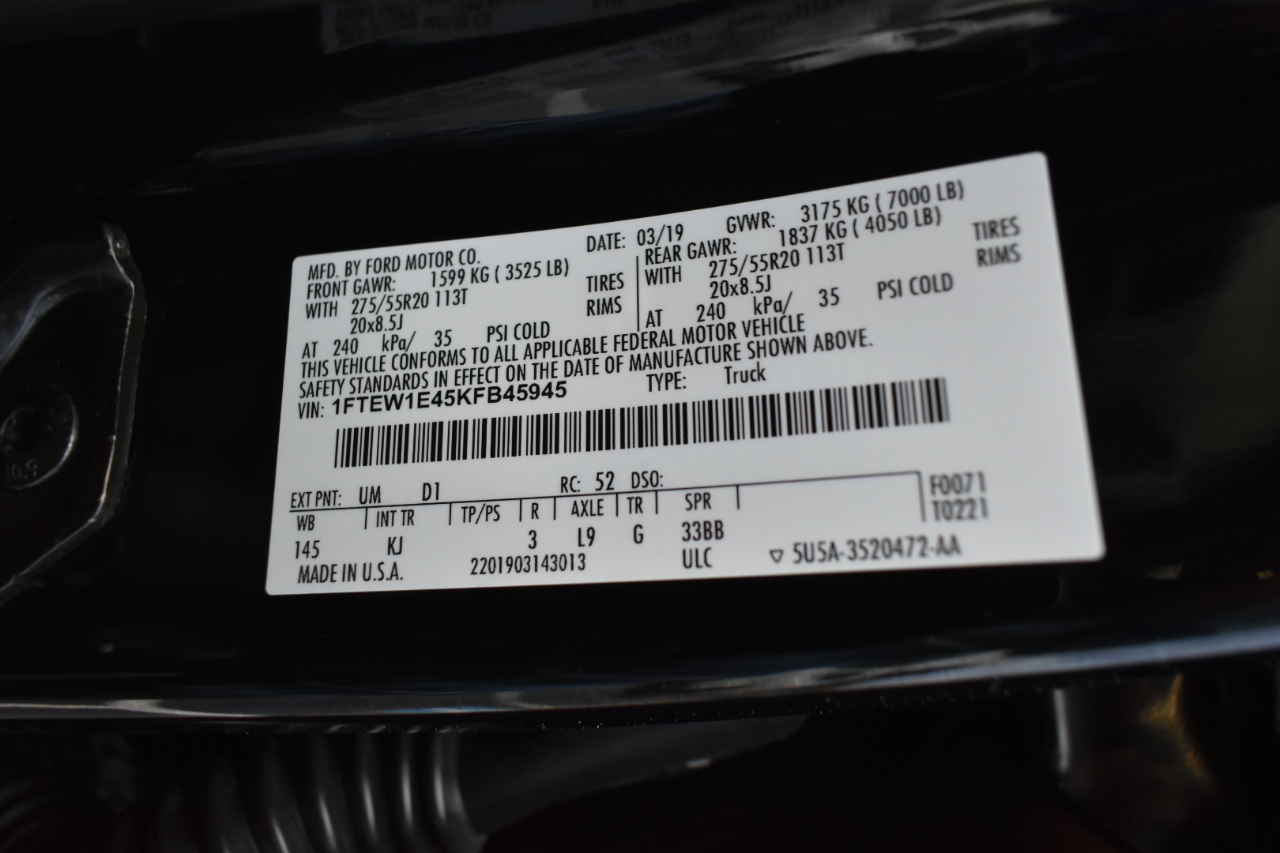 MFD. BY FORD MOTOR CO. DATE: 03/19 GVWR: 3175 KG ( 7000 LB)
FRONT GAWR: 1599 KG ( 3525 LB) REAR GAWR: 1837 KG ( 4050 LB)
WITH 275/55R20 113T TIRES WITH 275/55R20 113T TIRES
20x8.5J RIMS 20x8.5J RIMS
AT 240 kPa/ 35 PSI COLD AT 240 kPa/ 35 PSI COLD
THIS VEHICLE CONFORMS TO ALL APPLICABLE FEDERAL MOTOR VEHICLE
SAFETY STANDARDS IN EFFECT ON THE DATE OF MANUFACTURE SHOWN ABOVE.
VIN: 1FTEW1E45KFB45945 TYPE: Truck
EXT PNT: UM D1 RC: 52 DSO:
WB INT TR TP/PS R AXLE TR SPR F0071
145 KJ 3 L9 G 33BB T0221
MADE IN U.S.A. 2201903143013 ULC ▽ 5U5A-3520472-AA
10.9